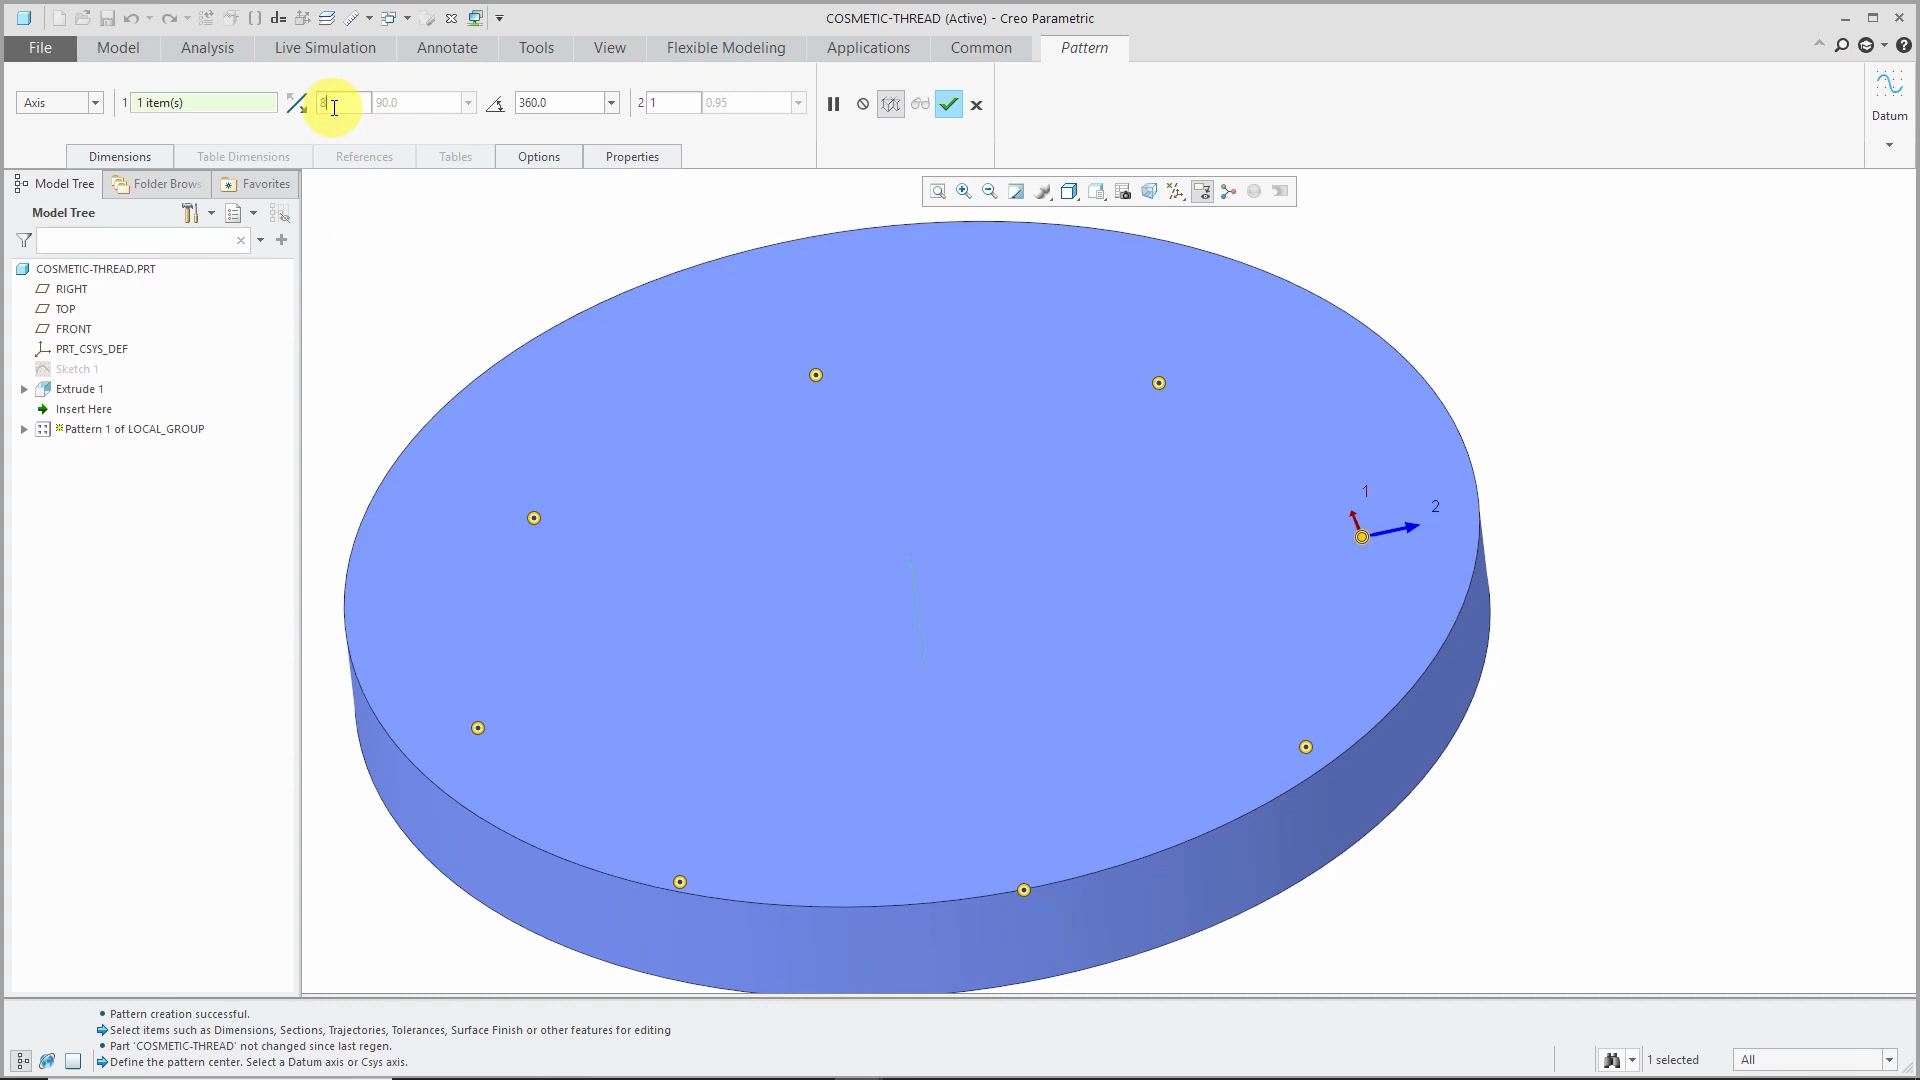 COSMETIC-THREAD (Active) - Creo Parametric
File Model Analysis Live Simulation Annotate Tools View Flexible Modeling Applications Common Pattern
Axis 1 1 item(s) 8 90.0 360.0 2 1 0.95
Datum
Dimensions Table Dimensions References Tables Options Properties
Model Tree Folder Brows Favorites
Model Tree
COSMETIC-THREAD.PRT
RIGHT
TOP
FRONT
PRT_CSYS_DEF
Sketch 1
Extrude 1
Insert Here
Pattern 1 of LOCAL_GROUP
1
2
Pattern creation successful.
Select items such as Dimensions, Sections, Trajectories, Tolerances, Surface Finish or other features for editing
Part 'COSMETIC-THREAD' not changed since last regen.
Define the pattern center. Select a Datum axis or Csys axis.
1 selected All